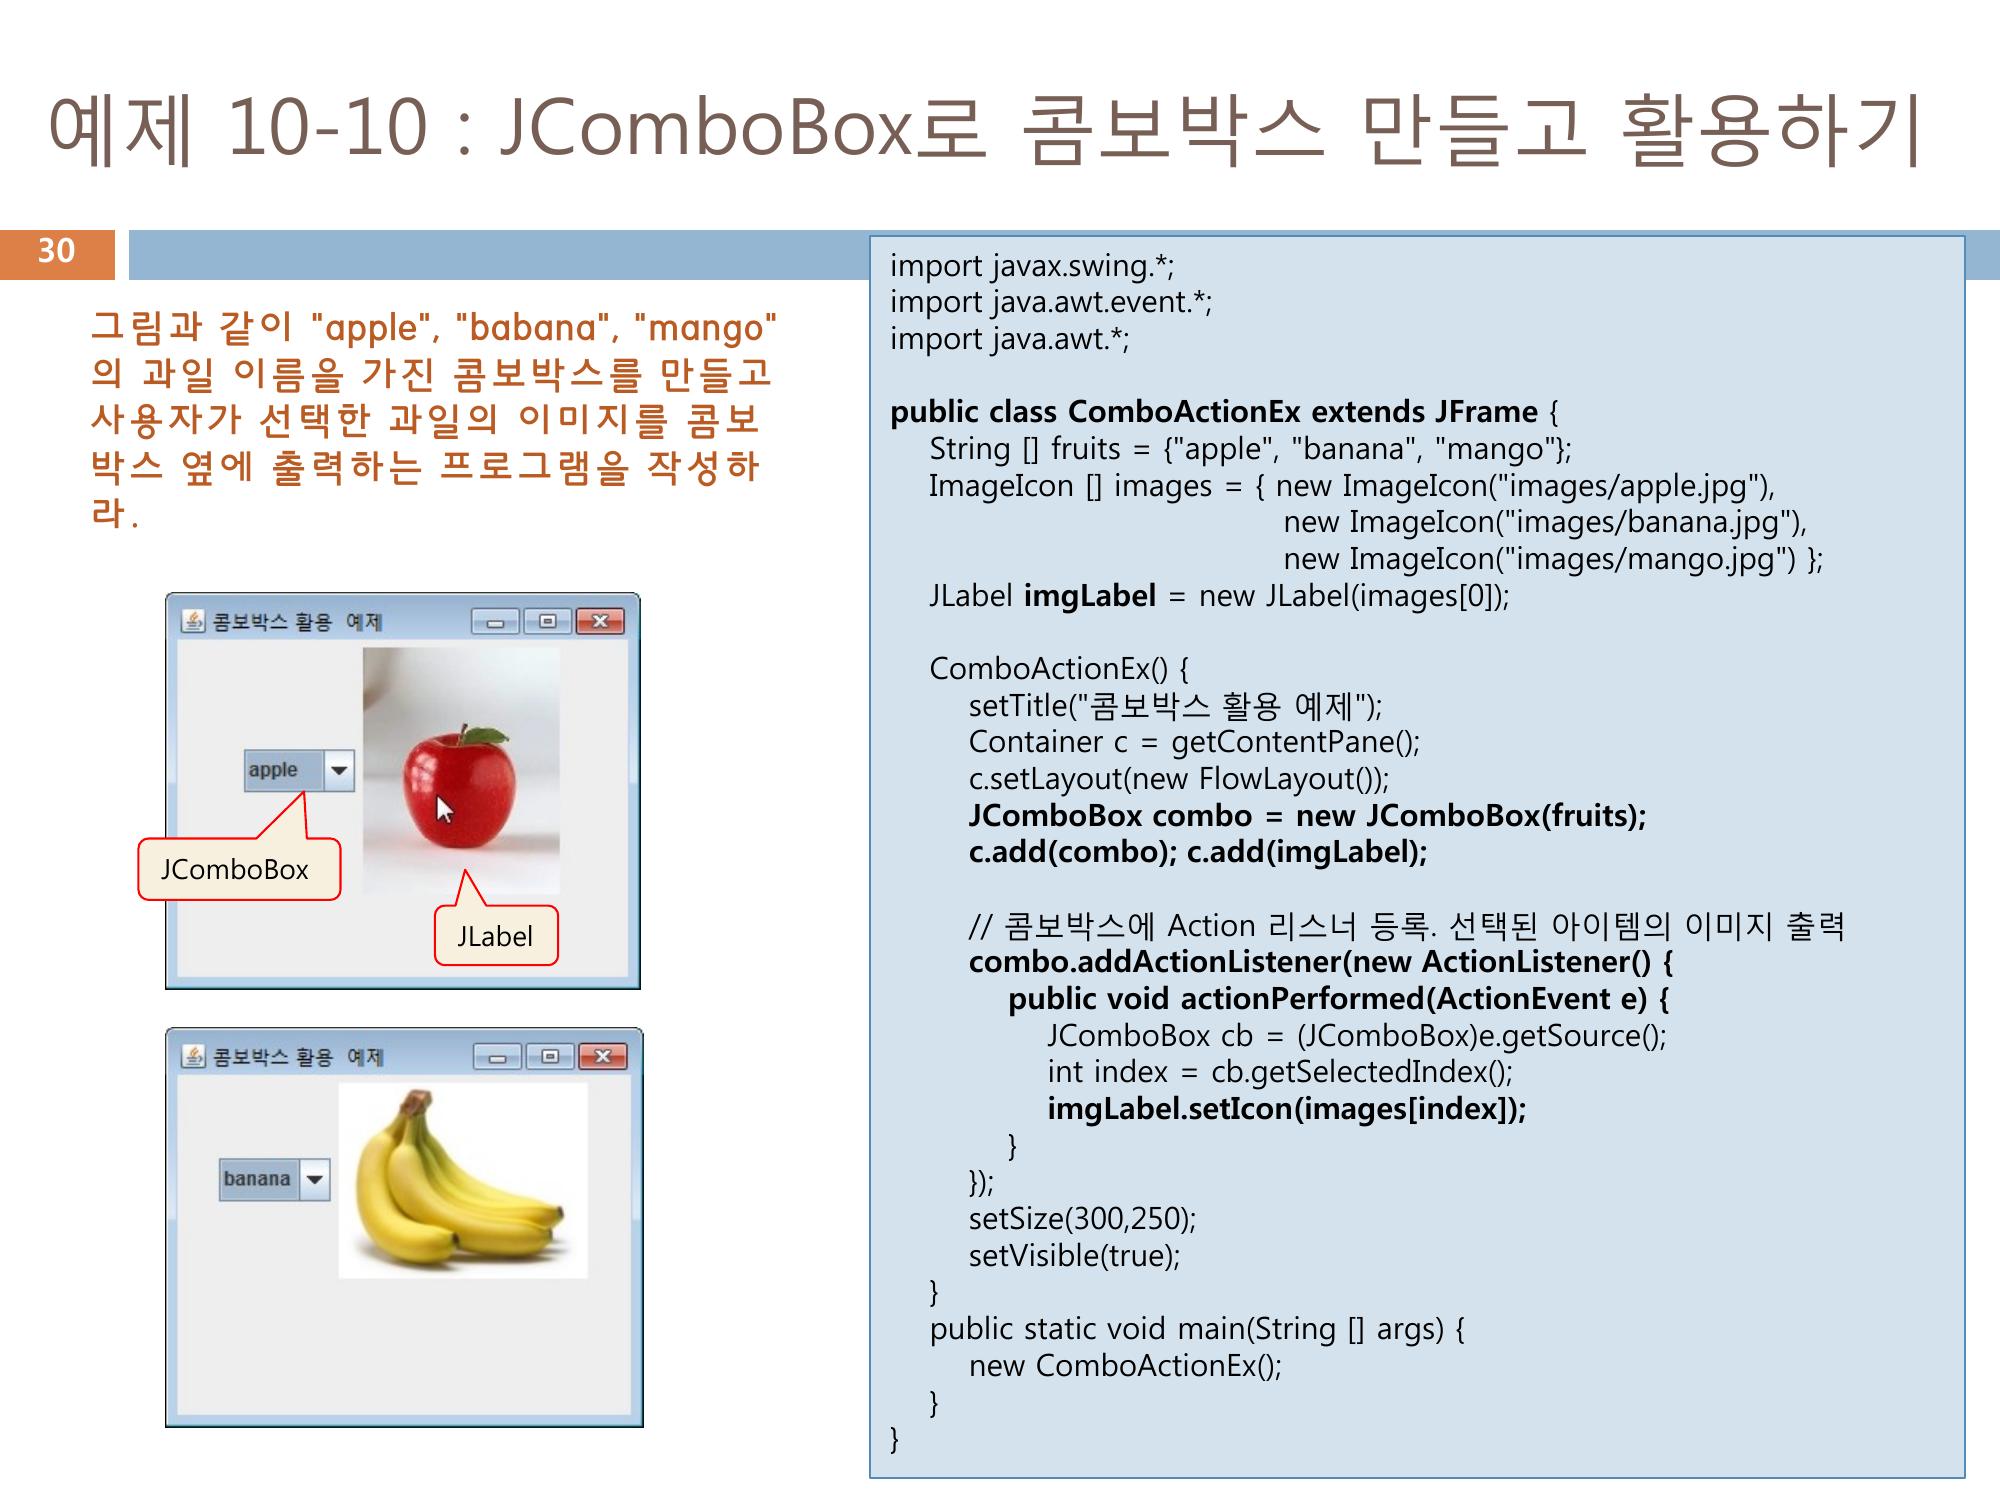 예제 10-10 : JComboBox로 콤보박스 만들고 활용하기
30
그림과 같이 "apple", "babana", "mango"
의 과일 이름을 가진 콤보박스를 만들고
사용자가 선택한 과일의 이미지를 콤보
박스 옆에 출력하는 프로그램을 작성하
라.
콤보박스 활용 예제
apple
JComboBox
JLabel
콤보박스 활용 예제
banana
import javax.swing.*;
import java.awt.event.*;
import java.awt.*;
public class ComboActionEx extends JFrame {
String [] fruits = {"apple", "banana", "mango"};
ImageIcon [] images = { new ImageIcon("images/apple.jpg"),
new ImageIcon("images/banana.jpg"),
new ImageIcon("images/mango.jpg") };
JLabel imgLabel = new JLabel(images[0]);
ComboActionEx() {
setTitle("콤보박스 활용 예제");
Container c = getContentPane();
c.setLayout(new FlowLayout());
JComboBox combo = new JComboBox(fruits);
c.add(combo); c.add(imgLabel);
// 콤보박스에 Action 리스너 등록. 선택된 아이템의 이미지 출력
combo.addActionListener(new ActionListener() {
public void actionPerformed(ActionEvent e) {
JComboBox cb = (JComboBox)e.getSource();
int index = cb.getSelectedIndex();
imgLabel.setIcon(images[index]);
}
});
setSize(300,250);
setVisible(true);
}
public static void main(String [] args) {
new ComboActionEx();
}
}